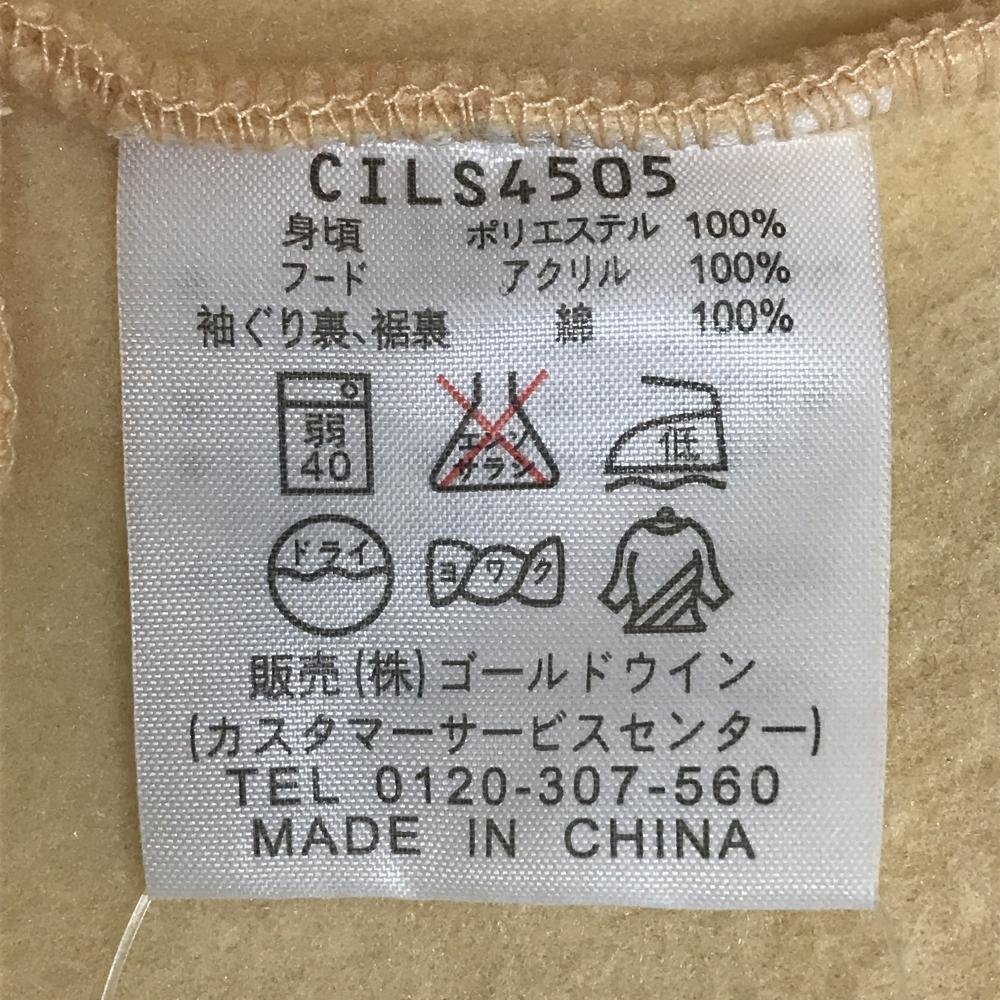 CILS4505
身頃 ポリエステル 100%
フード アクリル 100%
袖ぐり裏、裾裏 綿 100%
弱 エンソ 低
40 サラシ
ドライ ヨワク
販売(株)ゴールドウイン
(カスタマーサービスセンター)
TEL 0120-307-560
MADE IN CHINA